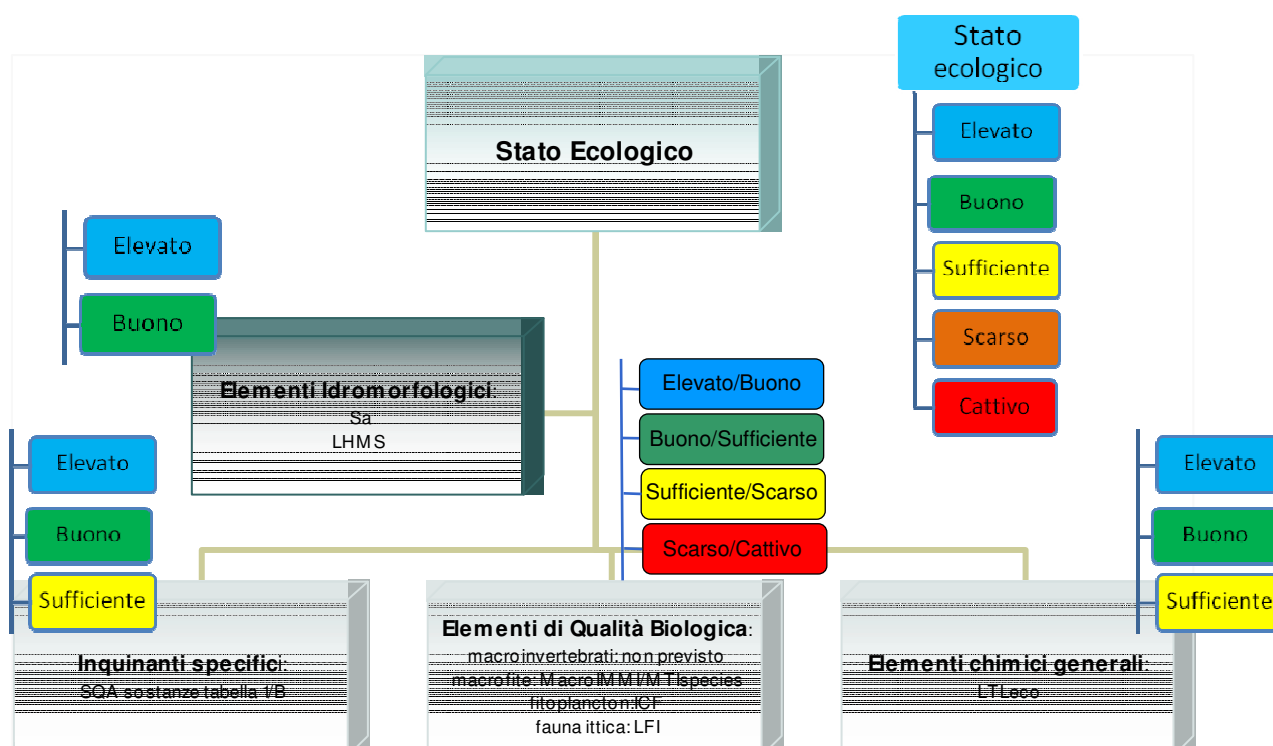 Stato
ecologico
Elevato
Buono
Sufficiente
Scarso
Cattivo
Stato Ecologico
Elevato
Buono
Elementi Idromorfologici:
Sa
LHMS
Elevato/Buono
Buono/Sufficiente
Sufficiente/Scarso
Scarso/Cattivo
Elevato
Buono
Sufficiente
Inquinanti specifici:
SQA sostanze tabella 1/B
Elementi di Qualità Biologica:
macroinvertebrati: non previsto
macrofite: MacroIMMI/MTIspecies
fitoplancton:ICF
fauna ittica: LFI
Elevato
Buono
Sufficiente
Elementi chimici generali:
LTLeco